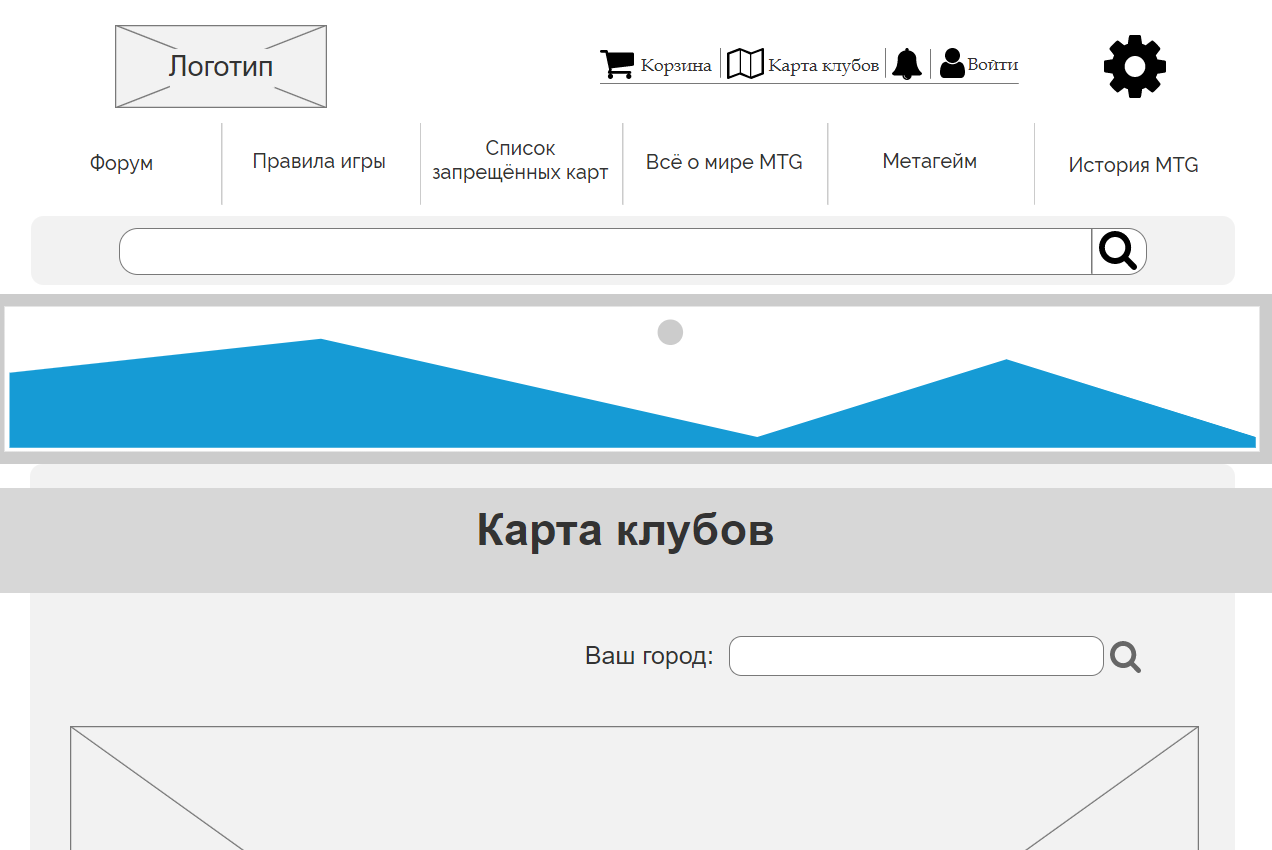 Логотип
Корзина
Карта клубов
Войти
Форум
Правила игры
Список
запрещённых карт
Всё о мире MTG
Метагейм
История MTG
Карта клубов
Ваш город: